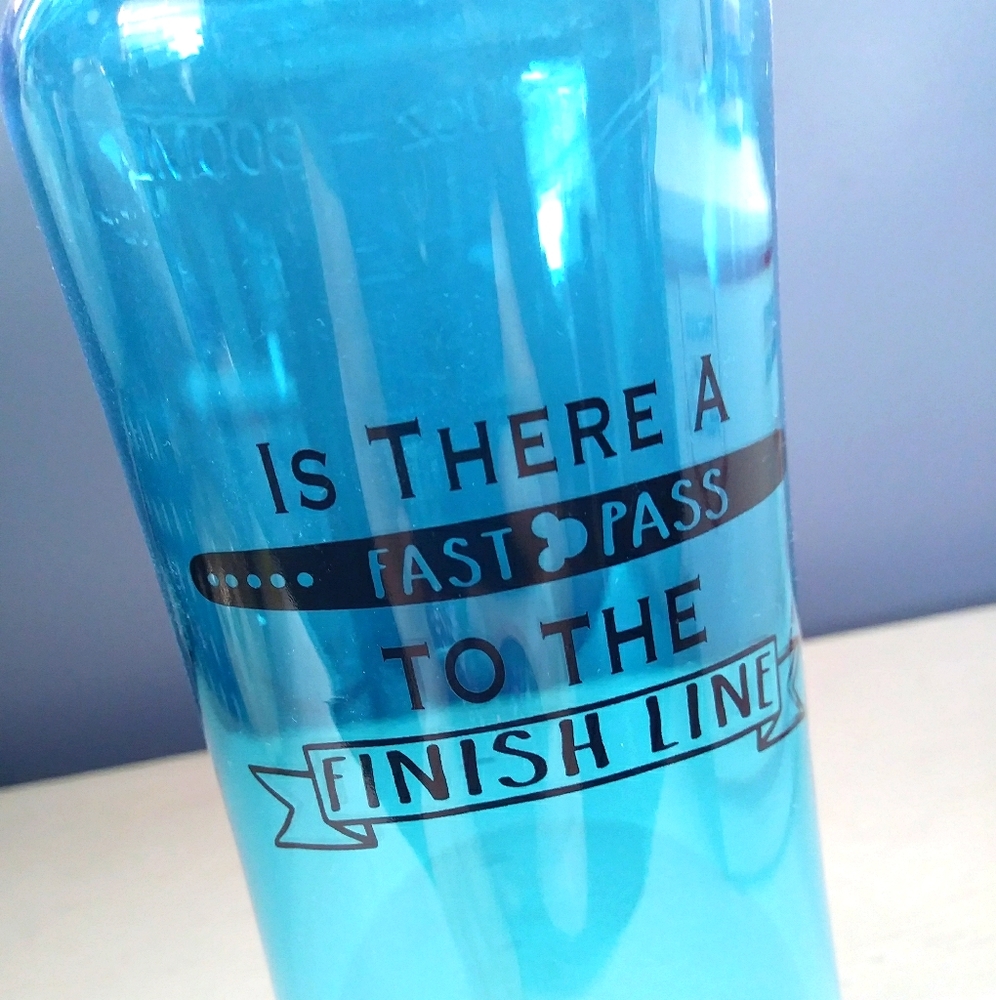 Is THERE A
FAST PASS
TO THE
FINISH LINE